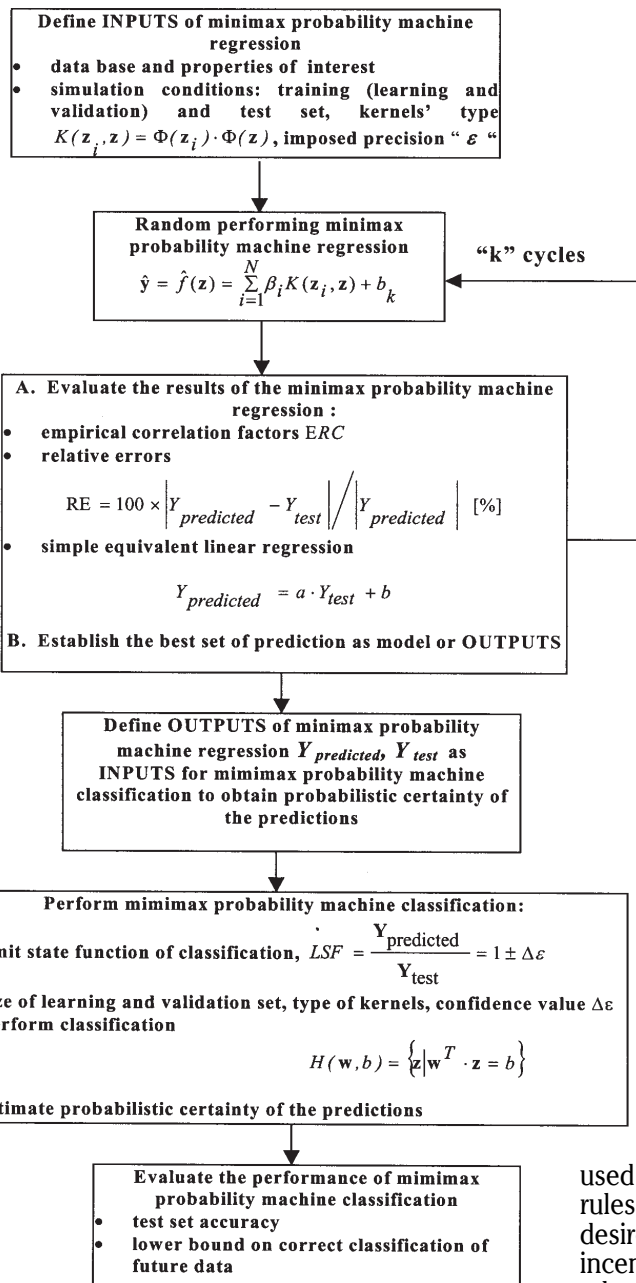 Define INPUTS of minimax probability machine
regression
• data base and properties of interest
• simulation conditions: training (learning and
validation) and test set, kernels' type
K(z_i, z) = Φ(z_i) · Φ(z), imposed precision “ ε “
Random performing minimax
probability machine regression
ŷ = f̂(z) = Σ_{i=1}^{N} β_i K(z_i, z) + b_k
“k” cycles
A. Evaluate the results of the minimax probability machine
regression :
• empirical correlation factors ERC
• relative errors
RE = 100 × |Y_predicted − Y_test| / |Y_predicted| [%]
• simple equivalent linear regression
Y_predicted = a · Y_test + b
B. Establish the best set of prediction as model or OUTPUTS
Define OUTPUTS of minimax probability
machine regression Y_predicted, Y_test as
INPUTS for mimimax probability machine
classification to obtain probabilistic certainty of
the predictions
Perform mimimax probability machine classification:
state function of classification, LSF = Y_predicted / Y_test = 1 ± Δε
of learning and validation set, type of kernels, confidence value Δε
classification
H(w, b) = {z|w^T · z = b}
probabilistic certainty of the predictions
Evaluate the performance of mimimax
probability machine classification
• test set accuracy
• lower bound on correct classification of
future data
used
rules